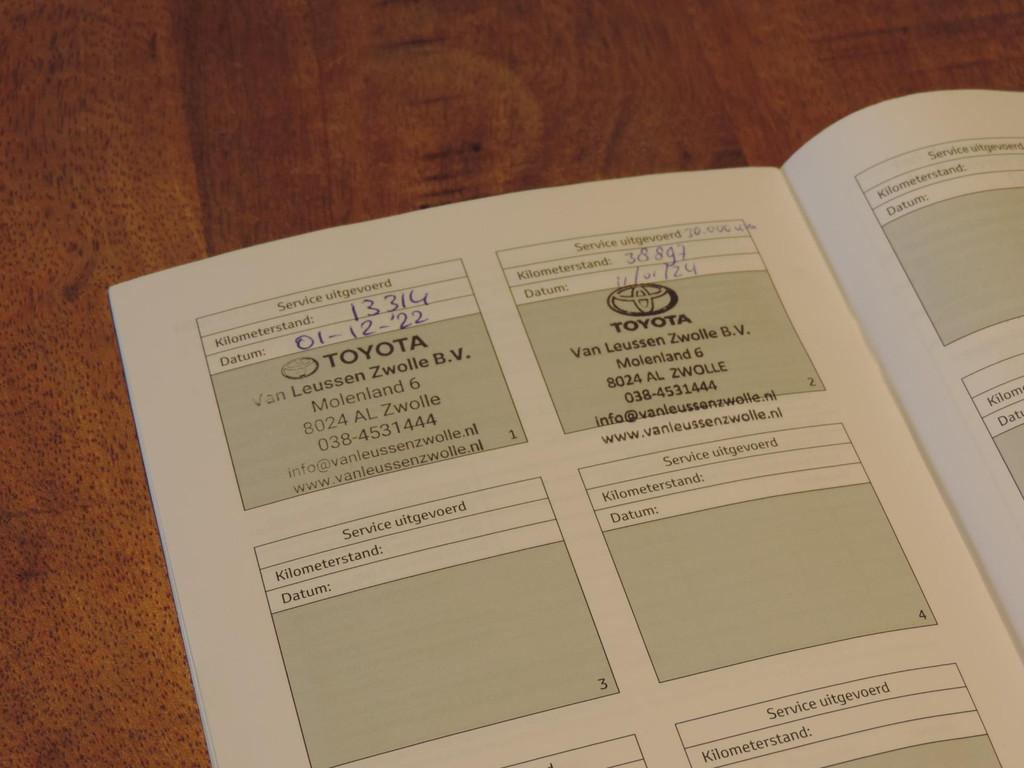 Service uitgevoerd
Kilometerstand: 13314
Datum: 01-12-'22
TOYOTA
Van Leussen Zwolle B.V.
Molenland 6
8024 AL Zwolle
038-4531444
info@vanleussenzwolle.nl
www.vanleussenzwolle.nl
1
Service uitgevoerd 30.000
Kilometerstand: 38897
Datum:
TOYOTA
Van Leussen Zwolle B.V.
Molenland 6
8024 AL ZWOLLE
038-4531444
info@vanleussenzwolle.nl
www.vanleussenzwolle.nl
2
Service uitgevoerd
Kilometerstand:
Datum:
3
Service uitgevoerd
Kilometerstand:
Datum:
4
Service uitgevoerd
Kilometerstand:
Service uitgevoerd
Kilometerstand:
Datum: